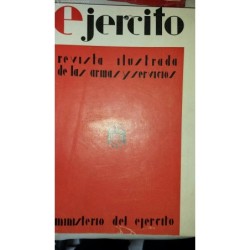 ejercito
revista ilustrada
de las armas y servicios
ministerio del ejercito